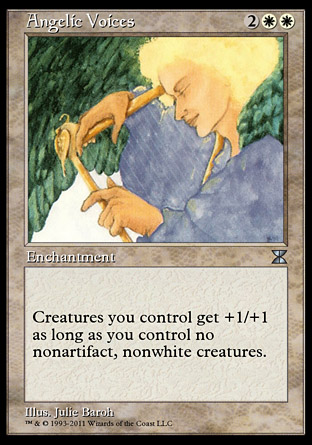 Angelic Voices 2
Enchantment
Creatures you control get +1/+1
as long as you control no
nonartifact, nonwhite creatures.
Illus. Julie Baroh
™ & © 1993-2011 Wizards of the Coast LLC